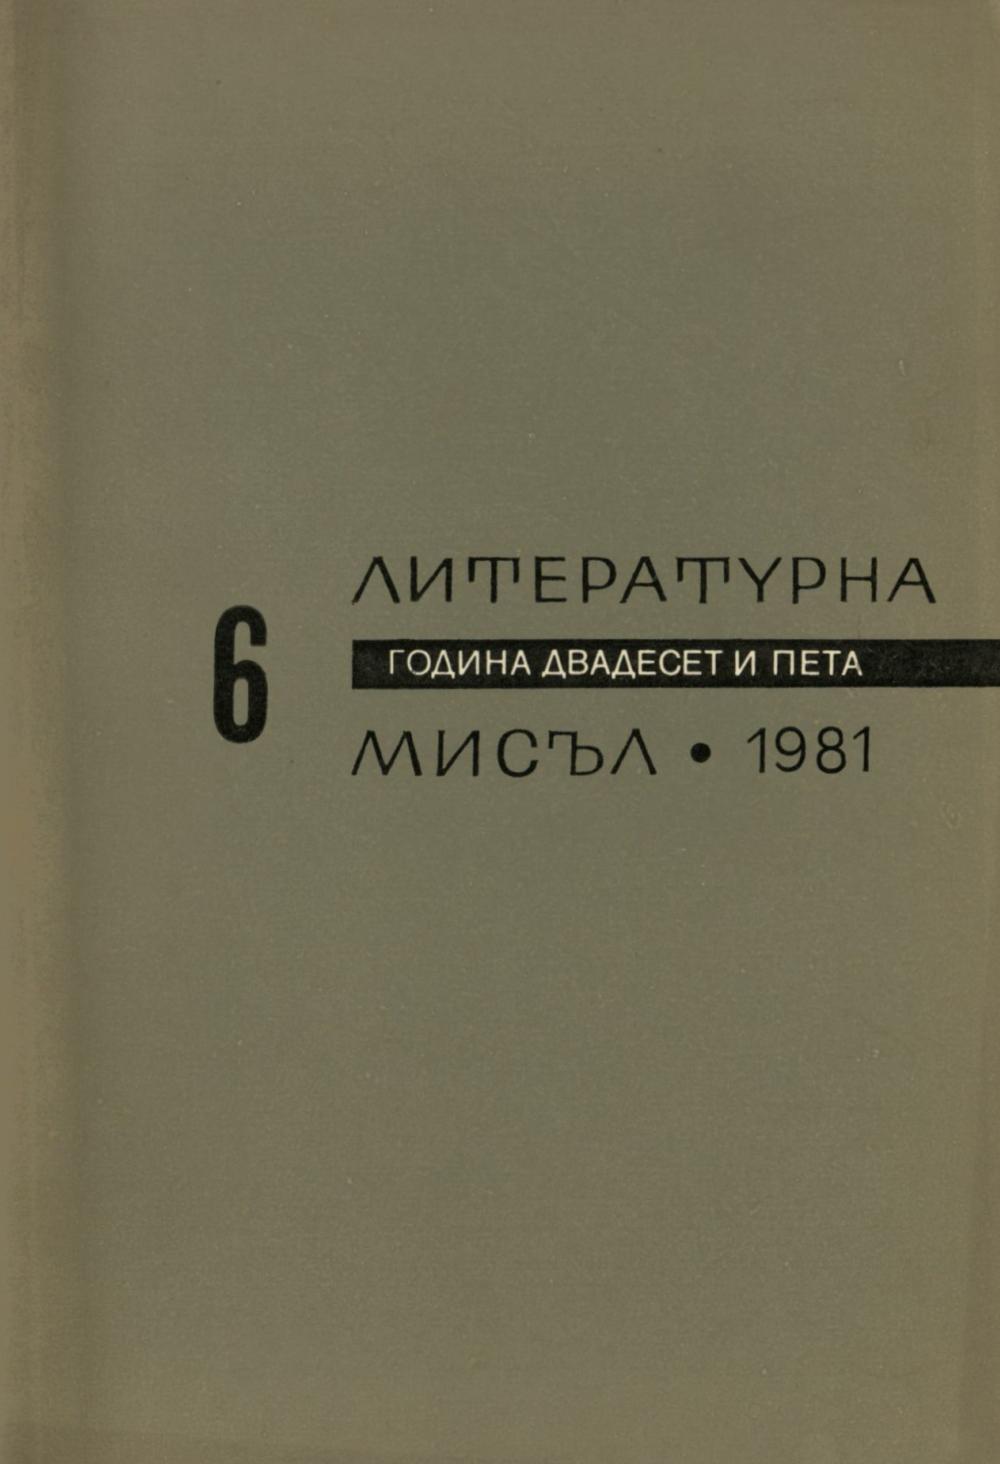 ЛИТЕРАТУРНА
6
ГОДИНА ДВАДЕСЕТ И ПЕТА
МИСЪЛ • 1981